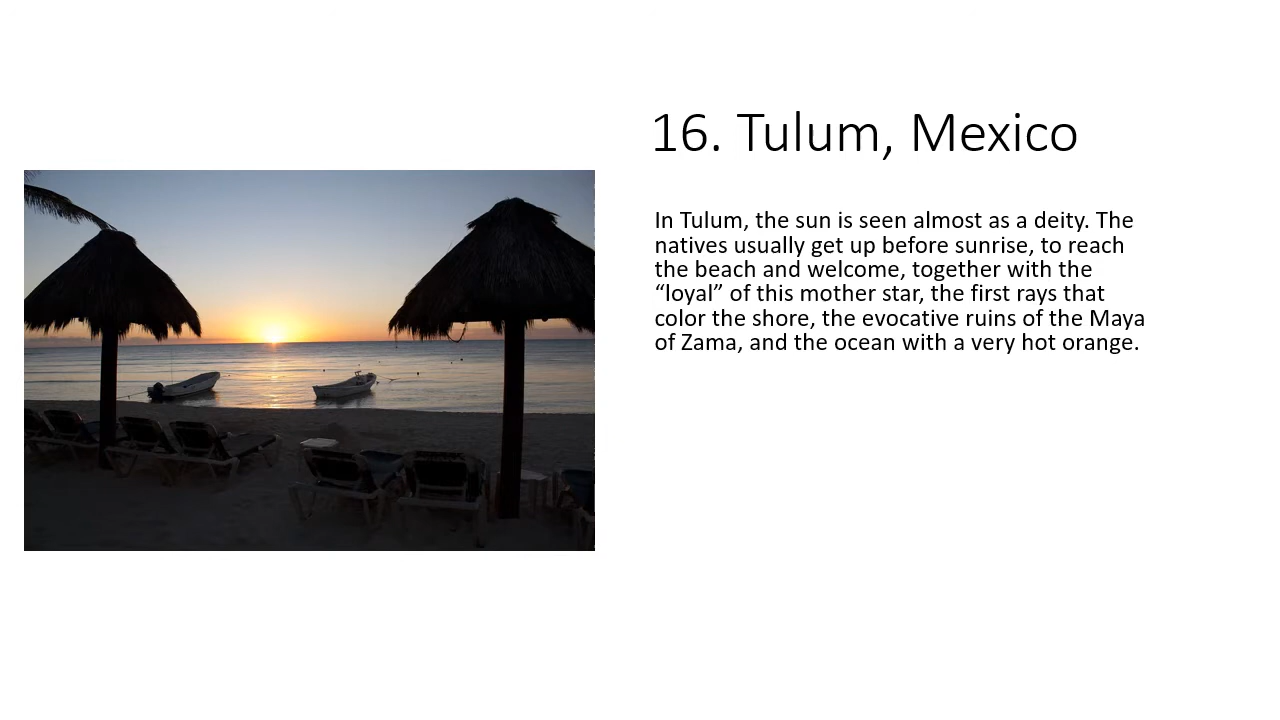 16. Tulum, Mexico
In Tulum, the sun is seen almost as a deity. The
natives usually get up before sunrise, to reach
the beach and welcome, together with the
“loyal” of this mother star, the first rays that
color the shore, the evocative ruins of the Maya
of Zama, and the ocean with a very hot orange.